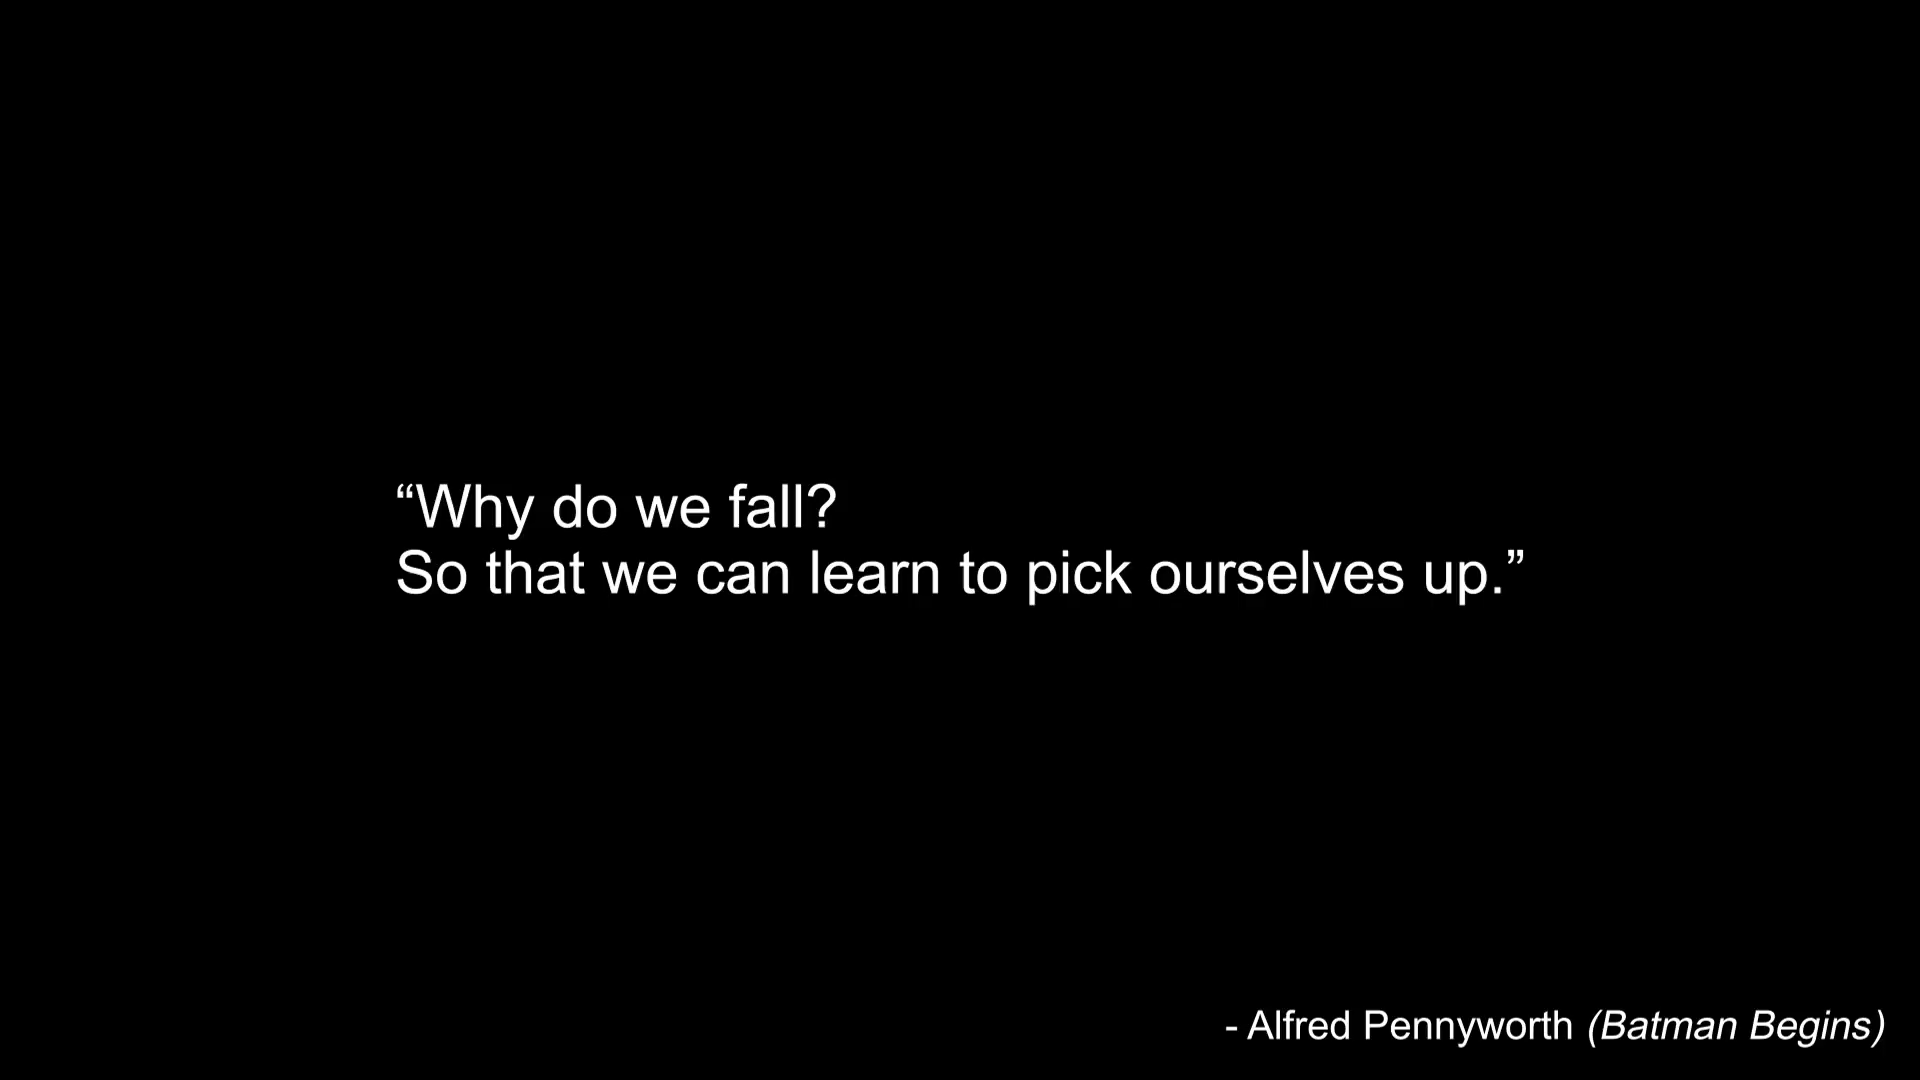 “Why do we fall?
So that we can learn to pick ourselves up.”
- Alfred Pennyworth (Batman Begins)